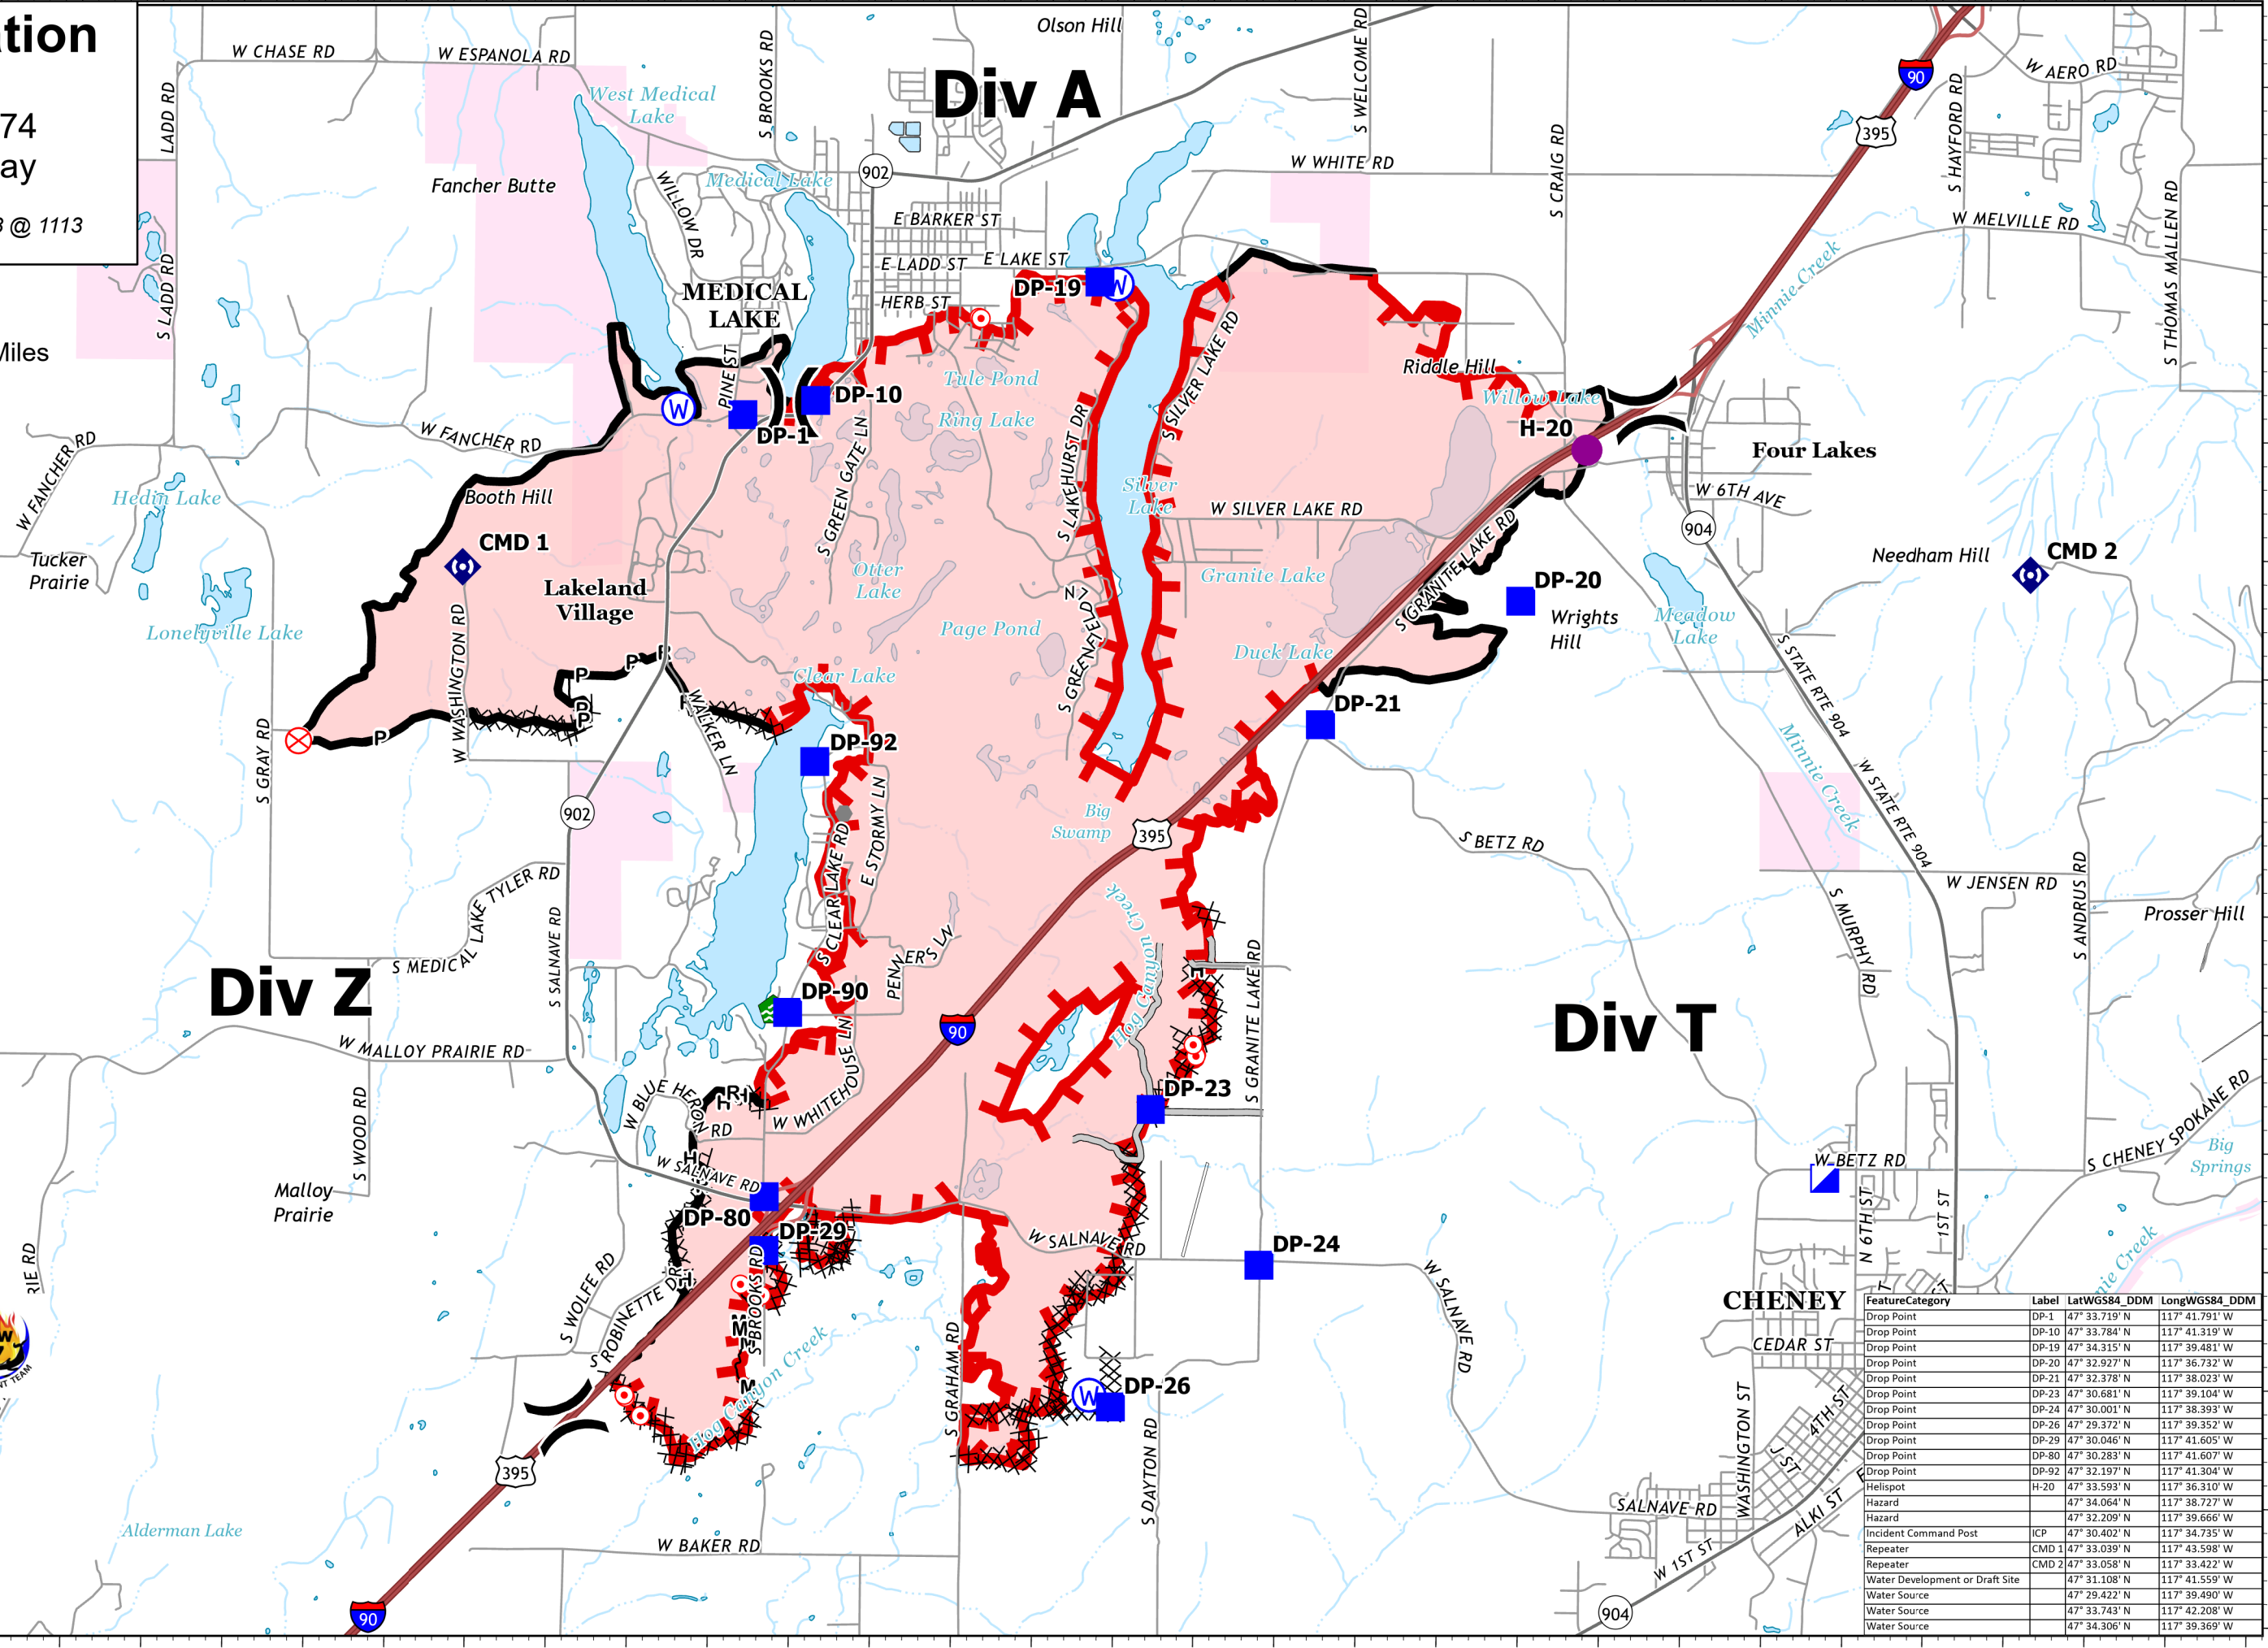 ation
74
ay
3 @ 1113
Miles
Olson Hill
W CHASE RD
W ESPANOLA RD
S BROOKS RD
Div A
S WELCOME RD
90
W AERO RD
LADD RD
West Medical
Lake
395
S HAYFORD RD
S CRAIG RD
W WHITE RD
902
Fancher Butte
Medical Lake
WILLOW DR
E BARKER ST
W MELVILLE RD
S THOMAS MALLEN RD
S LADD RD
E LADD ST
E LAKE ST
MEDICAL
LAKE
HERB ST
DP-19
W
Minnie Creek
PINE ST
Tule Pond
Riddle Hill
S SILVER LAKE RD
W
DP-10
DP-1
Ring Lake
Willow Lake
H-20
Four Lakes
W FANCHER RD
W FANCHER RD
S LAKEHURST DR
S GREEN GATE LN
Hedin Lake
Booth Hill
Silver
Lake
W SILVER LAKE RD
W 6TH AVE
904
CMD 1
Tucker
Prairie
Lakeland
Village
Otter
Lake
Granite Lake
S GRANITE LAKE RD
DP-20
Wrights
Hill
Needham Hill
CMD 2
Meadow
Lake
Lonelyville Lake
W WASHINGTON RD
Page Pond
S GREENFIELD
N
Duck Lake
S STATE RTE 904
P
P
P
P
P
Clear Lake
WALKER LN
DP-21
S GRAY RD
DP-92
Minnie Creek
W STATE RTE 904
902
E STORMY LN
Big
Swamp
395
S BETZ RD
S CLEAR LAKE RD
S MEDICAL LAKE TYLER RD
W JENSEN RD
S ANDRUS RD
Prosser Hill
S SALNAVE RD
PENNERS LN
Hog Canyon Creek
S GRANITE LAKE RD
S MURPHY RD
Div Z
DP-90
90
H
Div T
W MALLOY PRAIRIE RD
S WOOD RD
W BLUE HERON RD
R
H
W WHITEHOUSE LN
DP-23
S CHENEY SPOKANE RD
Big
Springs
W BETZ RD
H
W SALNAVE RD
Malloy
Prairie
DP-80
DP-29
W SALNAVE RD
DP-24
N 6TH ST
1ST ST
RIE RD
S WOLFE RD
S ROBINETTE DR
H
S BROOKS RD
M
M
M
W SALNAVE RD
nie Creek
CHENEY
CEDAR ST
W
NT TEAM
S GRAHAM RD
Hog Canyon Creek
W
DP-26
S DAYTON RD
WASHINGTON ST
4TH ST
J ST
395
SALNAVE RD
ALKI ST
Alderman Lake
W BAKER RD
W 1ST ST
90
904
FeatureCategory Label LatWGS84_DDM LongWGS84_DDM
Drop Point DP-1 47° 33.719' N 117° 41.791' W
Drop Point DP-10 47° 33.784' N 117° 41.319' W
Drop Point DP-19 47° 34.315' N 117° 39.481' W
Drop Point DP-20 47° 32.927' N 117° 36.732' W
Drop Point DP-21 47° 32.378' N 117° 38.023' W
Drop Point DP-23 47° 30.681' N 117° 39.104' W
Drop Point DP-24 47° 30.001' N 117° 38.393' W
Drop Point DP-26 47° 29.372' N 117° 39.352' W
Drop Point DP-29 47° 30.046' N 117° 41.605' W
Drop Point DP-80 47° 30.283' N 117° 41.607' W
Drop Point DP-92 47° 32.197' N 117° 41.304' W
Helispot H-20 47° 33.593' N 117° 36.310' W
Hazard 47° 34.064' N 117° 38.727' W
Hazard 47° 32.209' N 117° 39.666' W
Incident Command Post ICP 47° 30.402' N 117° 34.735' W
Repeater CMD 1 47° 33.039' N 117° 43.598' W
Repeater CMD 2 47° 33.058' N 117° 33.422' W
Water Development or Draft Site 47° 31.108' N 117° 41.559' W
Water Source 47° 29.422' N 117° 39.490' W
Water Source 47° 33.743' N 117° 42.208' W
Water Source 47° 34.306' N 117° 39.369' W